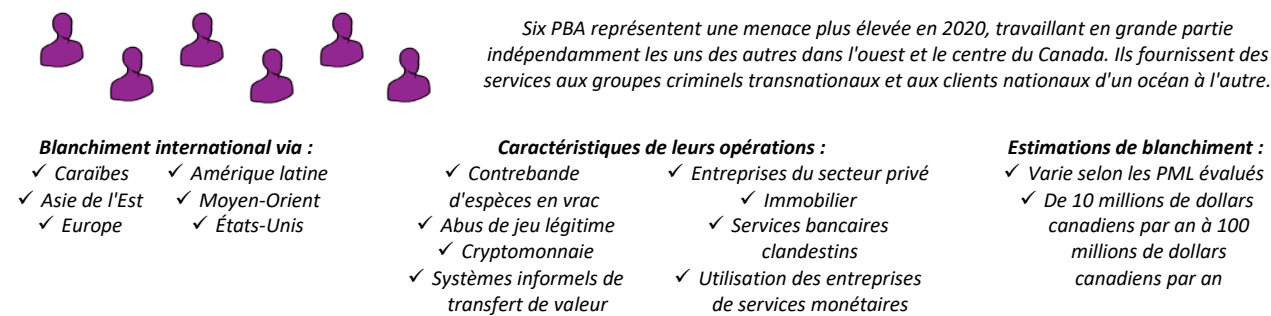 Six PBA représentent une menace plus élevée en 2020, travaillant en grande partie
indépendamment les uns des autres dans l'ouest et le centre du Canada. Ils fournissent des
services aux groupes criminels transnationaux et aux clients nationaux d'un océan à l'autre.
Blanchiment international via :
✓ Caraïbes
✓ Asie de l'Est
✓ Europe
✓ Amérique latine
✓ Moyen-Orient
✓ États-Unis
Caractéristiques de leurs opérations :
✓ Contrebande
d'espèces en vrac
✓ Abus de jeu légitime
✓ Cryptomonnaie
✓ Systèmes informels de
transfert de valeur
✓ Entreprises du secteur privé
✓ Immobilier
✓ Services bancaires
clandestins
✓ Utilisation des entreprises
de services monétaires
Estimations de blanchiment :
✓ Varie selon les PML évalués
✓ De 10 millions de dollars
canadiens par an à 100
millions de dollars
canadiens par an